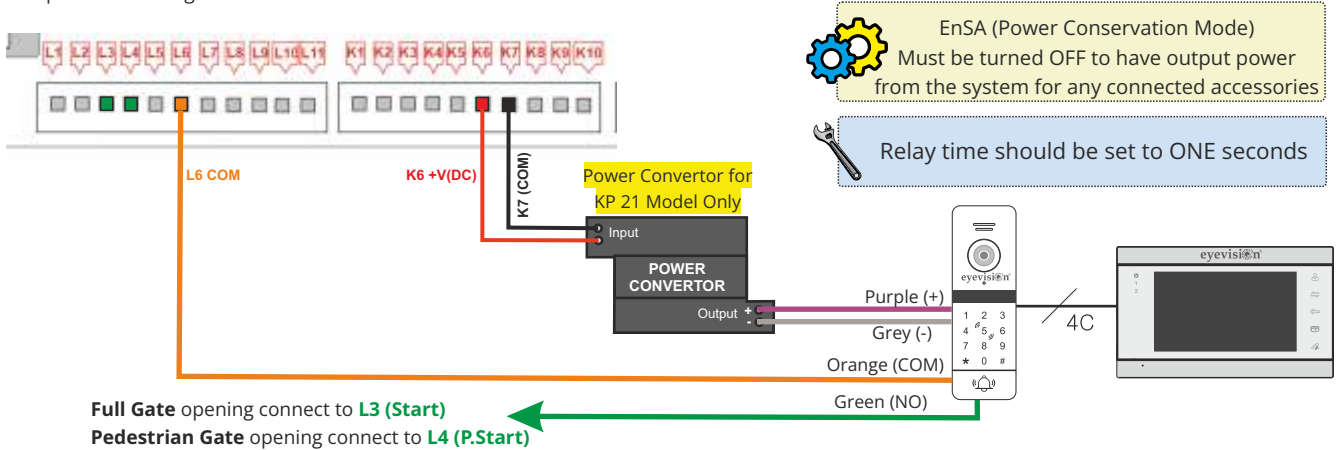 L1 L2 L3 L4 L5 L6 L7 L8 L9 L10 L11 K1 K2 K3 K4 K5 K6 K7 K8 K9 K10
EnSA (Power Conservation Mode)
Must be turned OFF to have output power
from the system for any connected accessories
Relay time should be set to ONE seconds
L6 COM
K6 +V(DC)
K7 (COM)
Power Convertor for
KP 21 Model Only
Input
POWER
CONVERTOR
Output + -
Purple (+)
Grey (-)
Orange (COM)
Green (NO)
eyevision
1 2 3
4 5 6
7 8 9
* 0 #
4C
eyevision
1
2
Full Gate opening connect to L3 (Start)
Pedestrian Gate opening connect to L4 (P.Start)